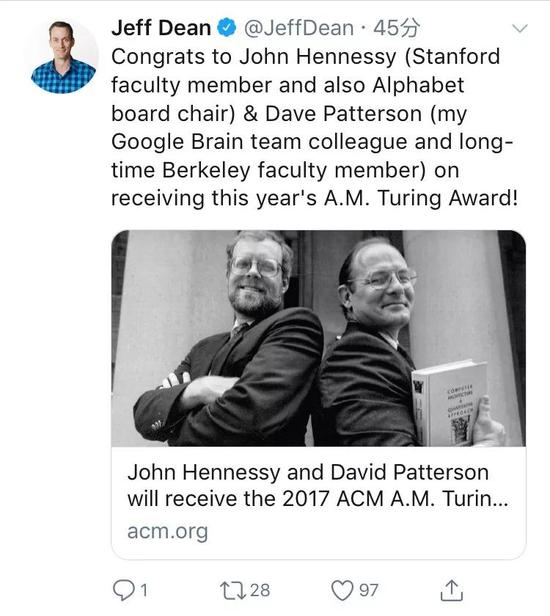 Jeff Dean @JeffDean · 45分
Congrats to John Hennessy (Stanford
faculty member and also Alphabet
board chair) & Dave Patterson (my
Google Brain team colleague and long-
time Berkeley faculty member) on
receiving this year's A.M. Turing Award!
COMPUTER
ARCHITECTURE
A
QUANTITATIVE
APPROACH
John Hennessy and David Patterson
will receive the 2017 ACM A.M. Turin...
acm.org
1 28 97